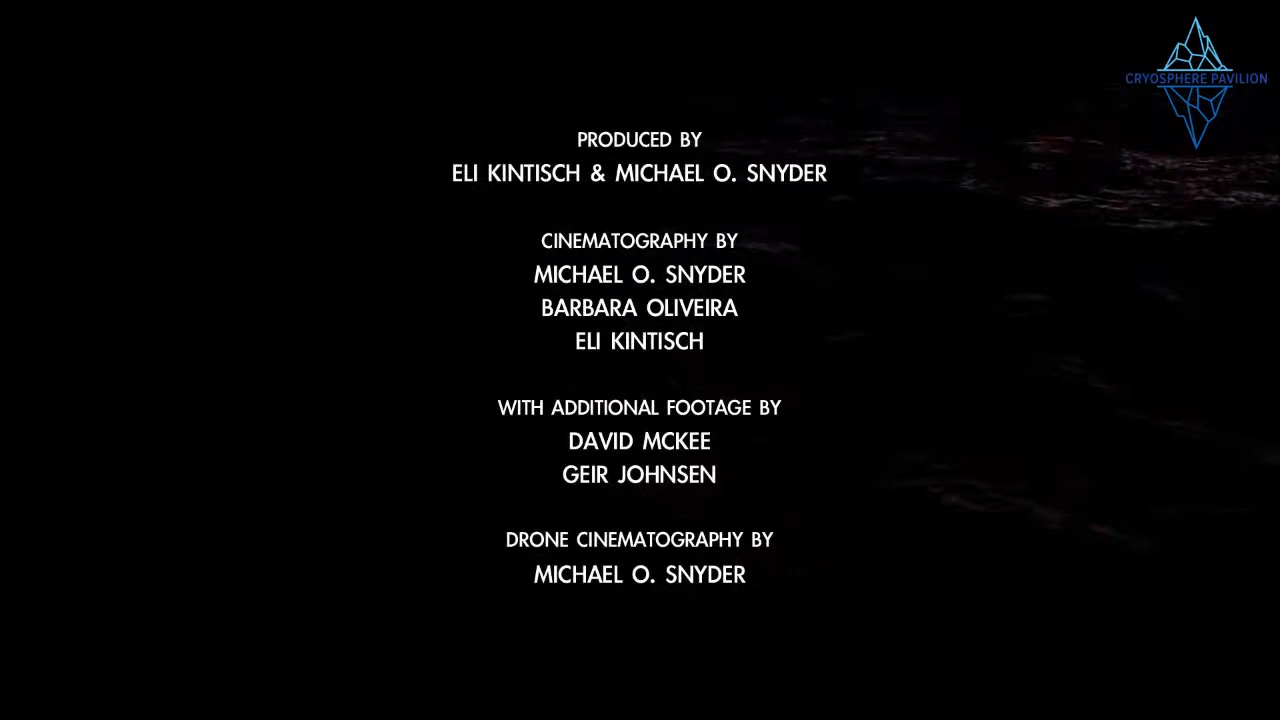 CRYOSPHERE PAVILION
PRODUCED BY
ELI KINTISCH & MICHAEL O. SNYDER
CINEMATOGRAPHY BY
MICHAEL O. SNYDER
BARBARA OLIVEIRA
ELI KINTISCH
WITH ADDITIONAL FOOTAGE BY
DAVID MCKEE
GEIR JOHNSEN
DRONE CINEMATOGRAPHY BY
MICHAEL O. SNYDER